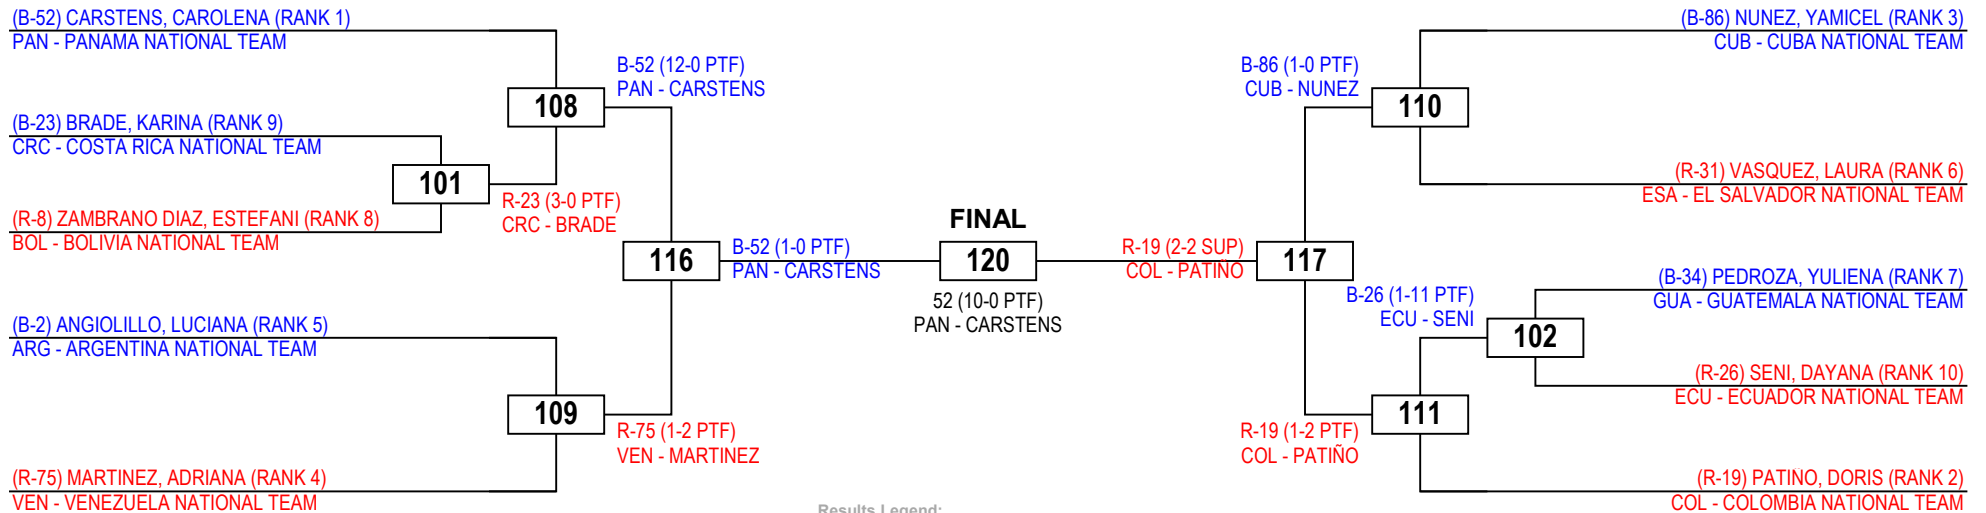 (B-52) CARSTENS, CAROLENA (RANK 1)
PAN - PANAMA NATIONAL TEAM
B-52 (12-0 PTF)
PAN - CARSTENS
108
(B-23) BRADE, KARINA (RANK 9)
CRC - COSTA RICA NATIONAL TEAM
101
R-23 (3-0 PTF)
CRC - BRADE
(R-8) ZAMBRANO DIAZ, ESTEFANI (RANK 8)
BOL - BOLIVIA NATIONAL TEAM
116
B-52 (1-0 PTF)
PAN - CARSTENS
(B-2) ANGIOLILLO, LUCIANA (RANK 5)
ARG - ARGENTINA NATIONAL TEAM
109
R-75 (1-2 PTF)
VEN - MARTINEZ
(R-75) MARTINEZ, ADRIANA (RANK 4)
VEN - VENEZUELA NATIONAL TEAM
FINAL
120
52 (10-0 PTF)
PAN - CARSTENS
(B-86) NUNEZ, YAMICEL (RANK 3)
CUB - CUBA NATIONAL TEAM
B-86 (1-0 PTF)
CUB - NUNEZ
110
(R-31) VASQUEZ, LAURA (RANK 6)
ESA - EL SALVADOR NATIONAL TEAM
R-19 (2-2 SUP)
COL - PATIÑO
117
(B-34) PEDROZA, YULIENA (RANK 7)
GUA - GUATEMALA NATIONAL TEAM
B-26 (1-11 PTF)
ECU - SENI
102
(R-26) SENI, DAYANA (RANK 10)
ECU - ECUADOR NATIONAL TEAM
111
R-19 (1-2 PTF)
COL - PATIÑO
(R-19) PATIÑO, DORIS (RANK 2)
COL - COLOMBIA NATIONAL TEAM
Results Legend: